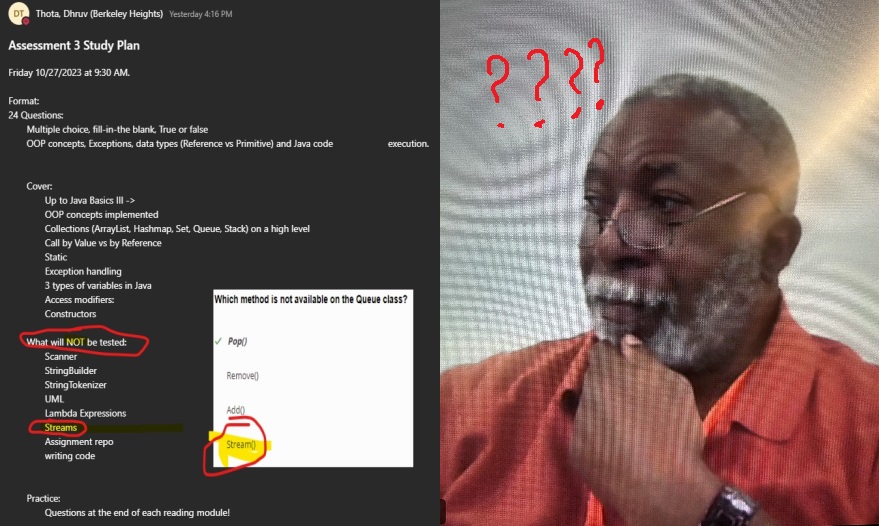 DT Thota, Dhruv (Berkeley Heights) Yesterday 4:16 PM
Assessment 3 Study Plan
Friday 10/27/2023 at 9:30 AM.
Format:
24 Questions:
Multiple choice, fill-in-the blank, True or false
OOP concepts, Exceptions, data types (Reference vs Primitive) and Java code execution.
Cover:
Up to Java Basics III ->
OOP concepts implemented
Collections (ArrayList, Hashmap, Set, Queue, Stack) on a high level
Call by Value vs by Reference
Static
Exception handling
3 types of variables in Java
Access modifiers:
Constructors
What will NOT be tested:
Scanner
StringBuilder
StringTokenizer
UML
Lambda Expressions
Streams
Assignment repo
writing code
Practice:
Questions at the end of each reading module!
Which method is not available on the Queue class?
Pop()
Remove()
Add()
Stream()
? ? ? ?